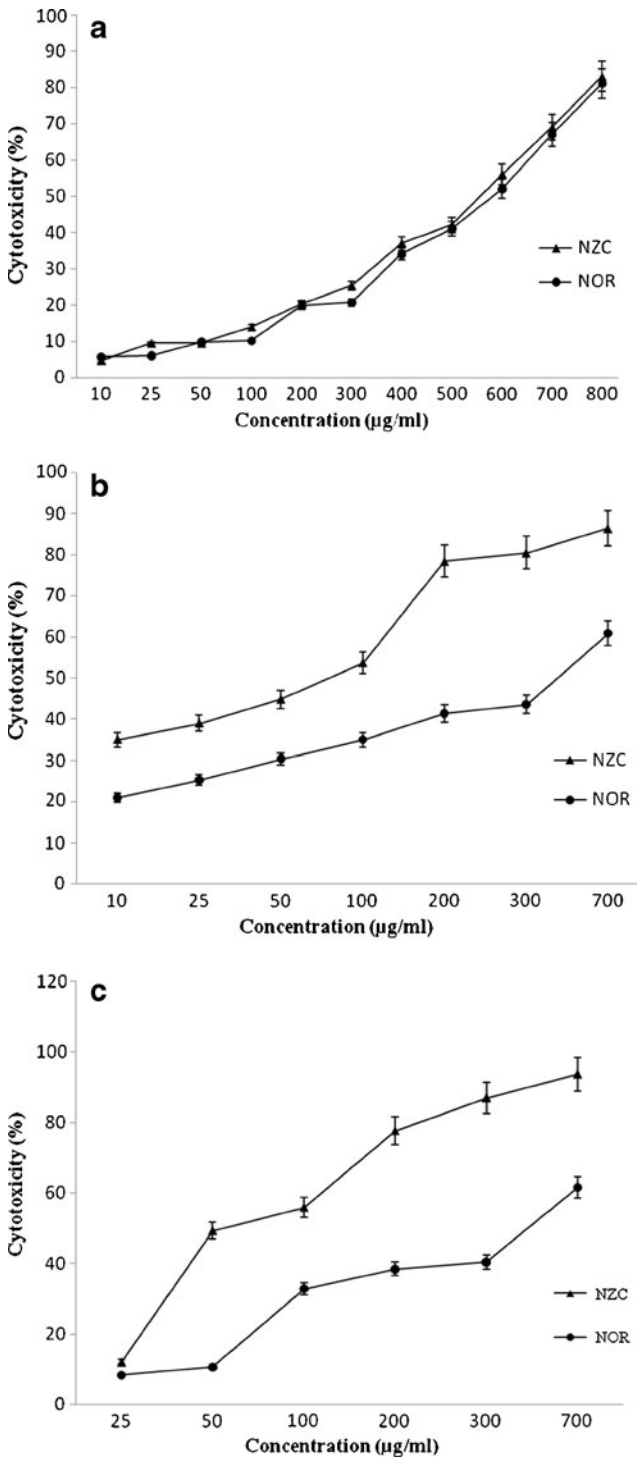 a
100
90
80
70
60
50
40
30
20
10
0
Cytotoxicity (%)
NZC
NOR
10 25 50 100 200 300 400 500 600 700 800
Concentration (µg/ml)
b
100
90
80
70
60
50
40
30
20
10
0
Cytotoxicity (%)
NZC
NOR
10 25 50 100 200 300 700
Concentration (µg/ml)
c
120
100
80
60
40
20
0
Cytotoxicity (%)
NZC
NOR
25 50 100 200 300 700
Concentration (µg/ml)